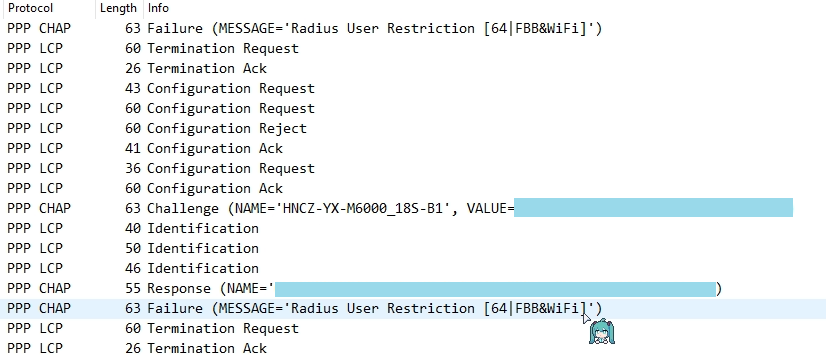 Protocol Length Info
PPP CHAP 63 Failure (MESSAGE='Radius User Restriction [64|FBB&WiFi]')
PPP LCP 60 Termination Request
PPP LCP 26 Termination Ack
PPP LCP 43 Configuration Request
PPP LCP 60 Configuration Request
PPP LCP 60 Configuration Reject
PPP LCP 41 Configuration Ack
PPP LCP 36 Configuration Request
PPP LCP 60 Configuration Ack
PPP CHAP 63 Challenge (NAME='HNCZ-YX-M6000_18S-B1', VALUE=
PPP LCP 40 Identification
PPP LCP 50 Identification
PPP LCP 46 Identification
PPP CHAP 55 Response (NAME=' )
PPP CHAP 63 Failure (MESSAGE='Radius User Restriction [64|FBB&WiFi]')
PPP LCP 60 Termination Request
PPP LCP 26 Termination Ack